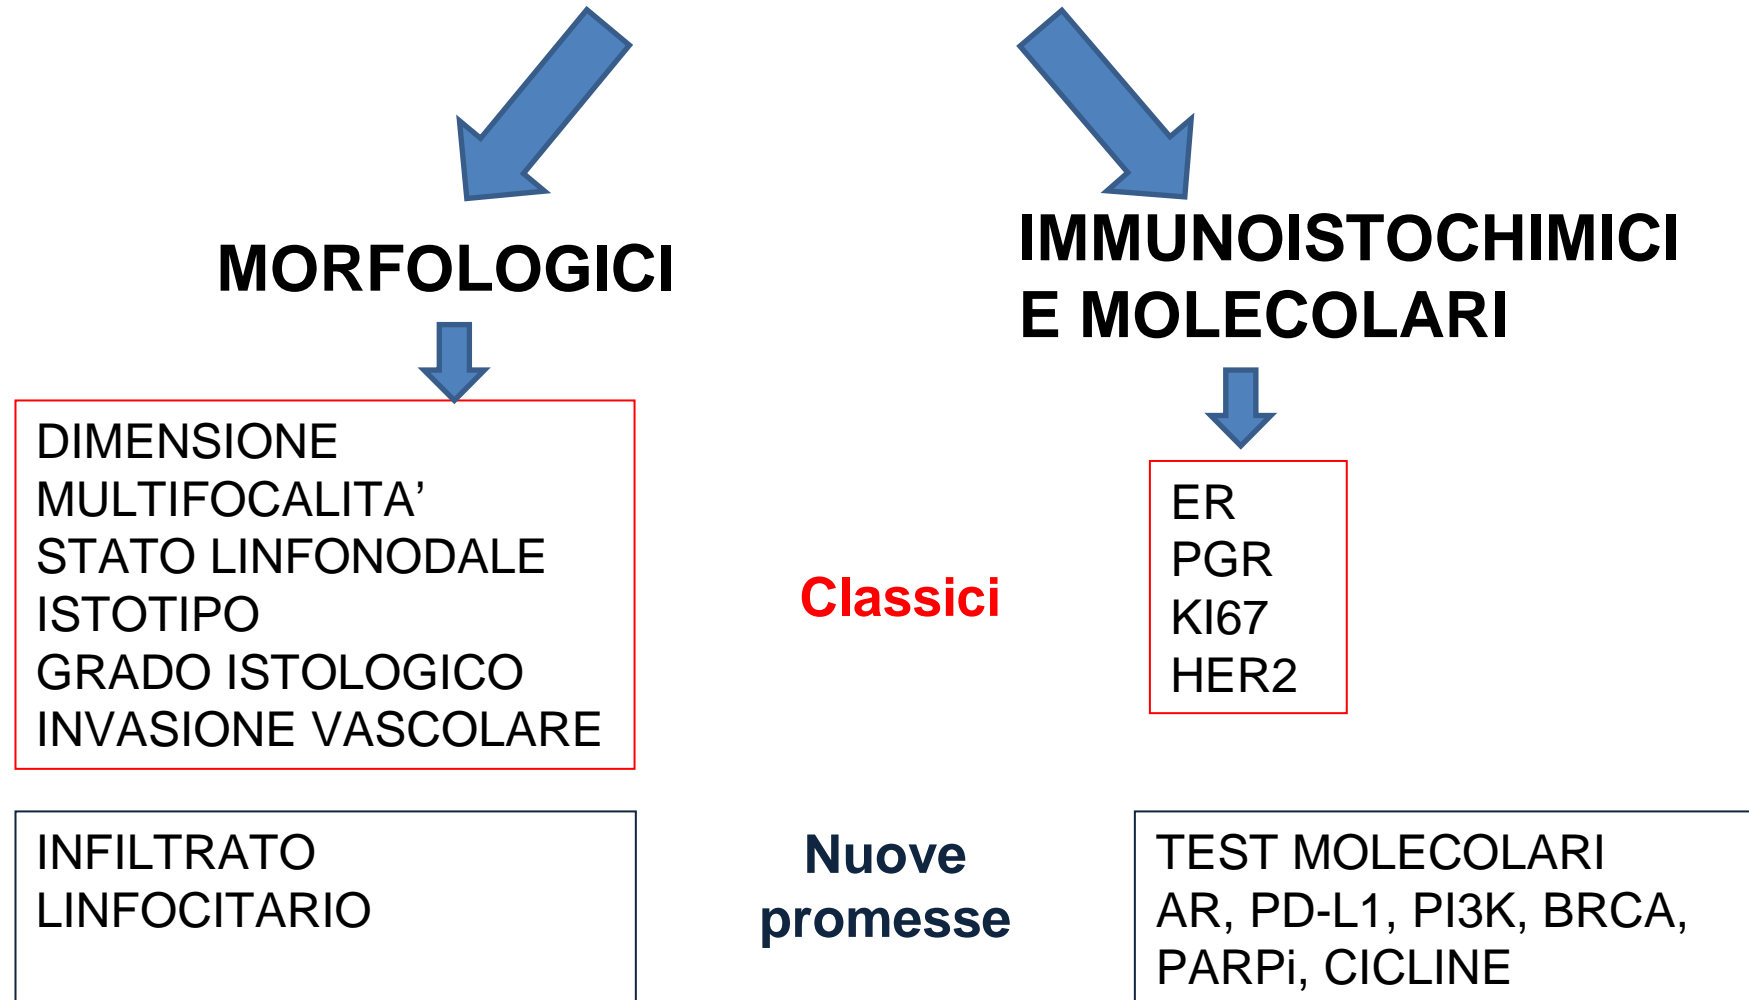 MORFOLOGICI
IMMUNOISTOCHIMICI
E MOLECOLARI
DIMENSIONE
MULTIFOCALITA’
STATO LINFONODALE
ISTOTIPO
GRADO ISTOLOGICO
INVASIONE VASCOLARE
Classici
ER
PGR
KI67
HER2
INFILTRATO
LINFOCITARIO
Nuove
promesse
TEST MOLECOLARI
AR, PD-L1, PI3K, BRCA,
PARPi, CICLINE